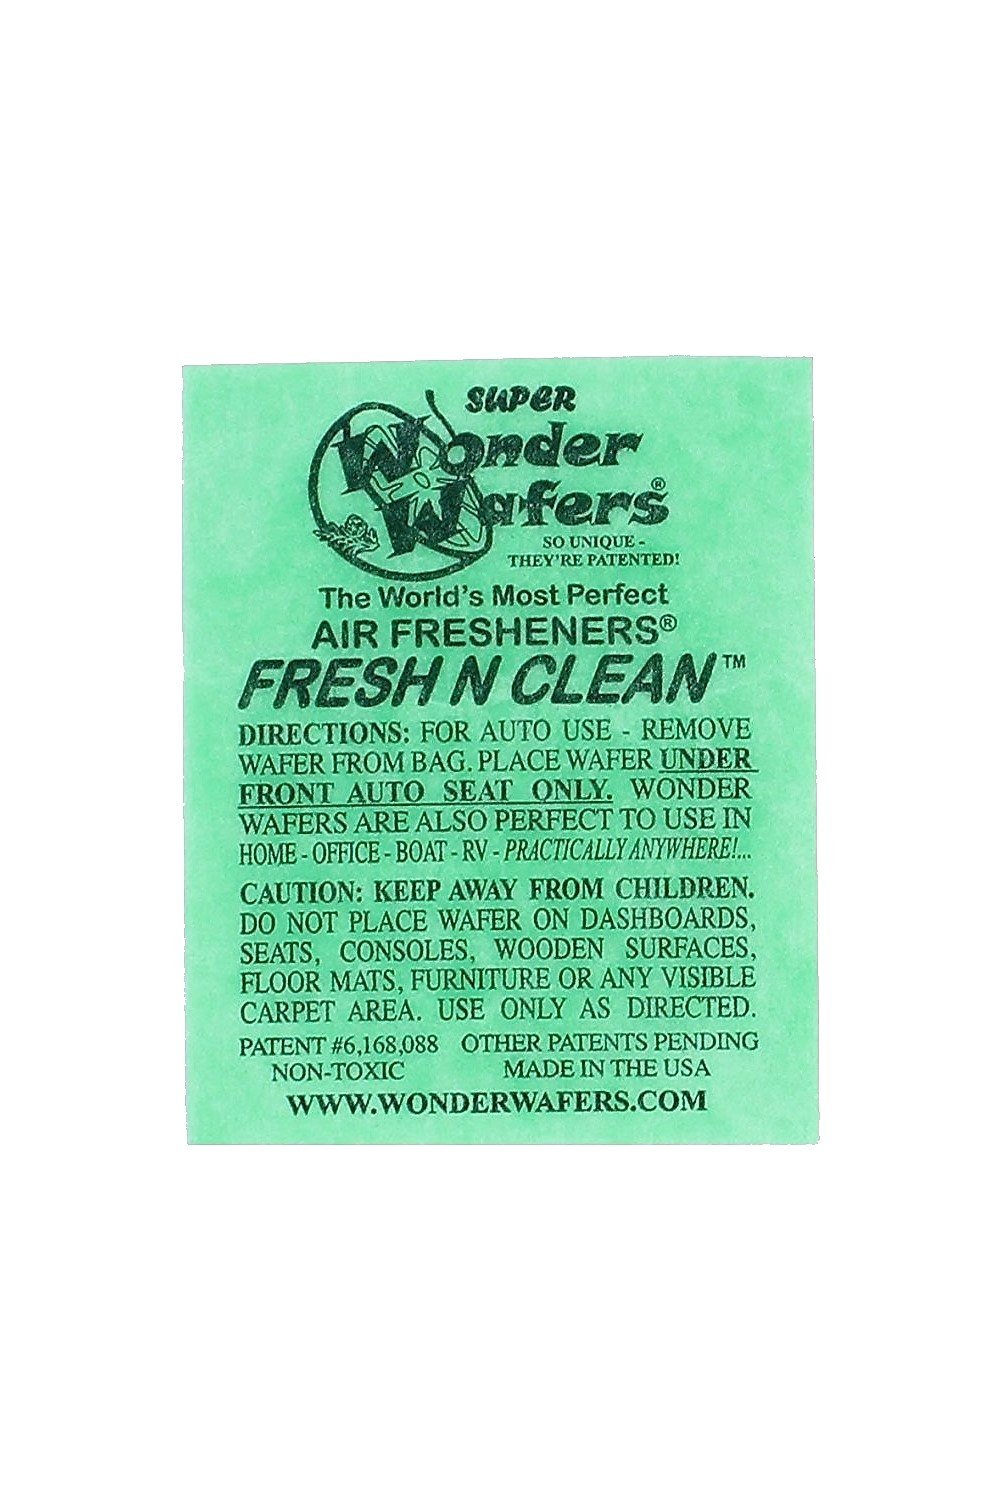 SUPER
Wonder
Wafers®
SO UNIQUE -
THEY'RE PATENTED!
The World's Most Perfect
AIR FRESHENERS®
FRESH N CLEAN™
DIRECTIONS: FOR AUTO USE - REMOVE
WAFER FROM BAG. PLACE WAFER UNDER
FRONT AUTO SEAT ONLY. WONDER
WAFERS ARE ALSO PERFECT TO USE IN
HOME - OFFICE - BOAT - RV - PRACTICALLY ANYWHERE!...
CAUTION: KEEP AWAY FROM CHILDREN.
DO NOT PLACE WAFER ON DASHBOARDS,
SEATS, CONSOLES, WOODEN SURFACES,
FLOOR MATS, FURNITURE OR ANY VISIBLE
CARPET AREA. USE ONLY AS DIRECTED.
PATENT #6,168,088 OTHER PATENTS PENDING
NON-TOXIC MADE IN THE USA
WWW.WONDERWAFERS.COM